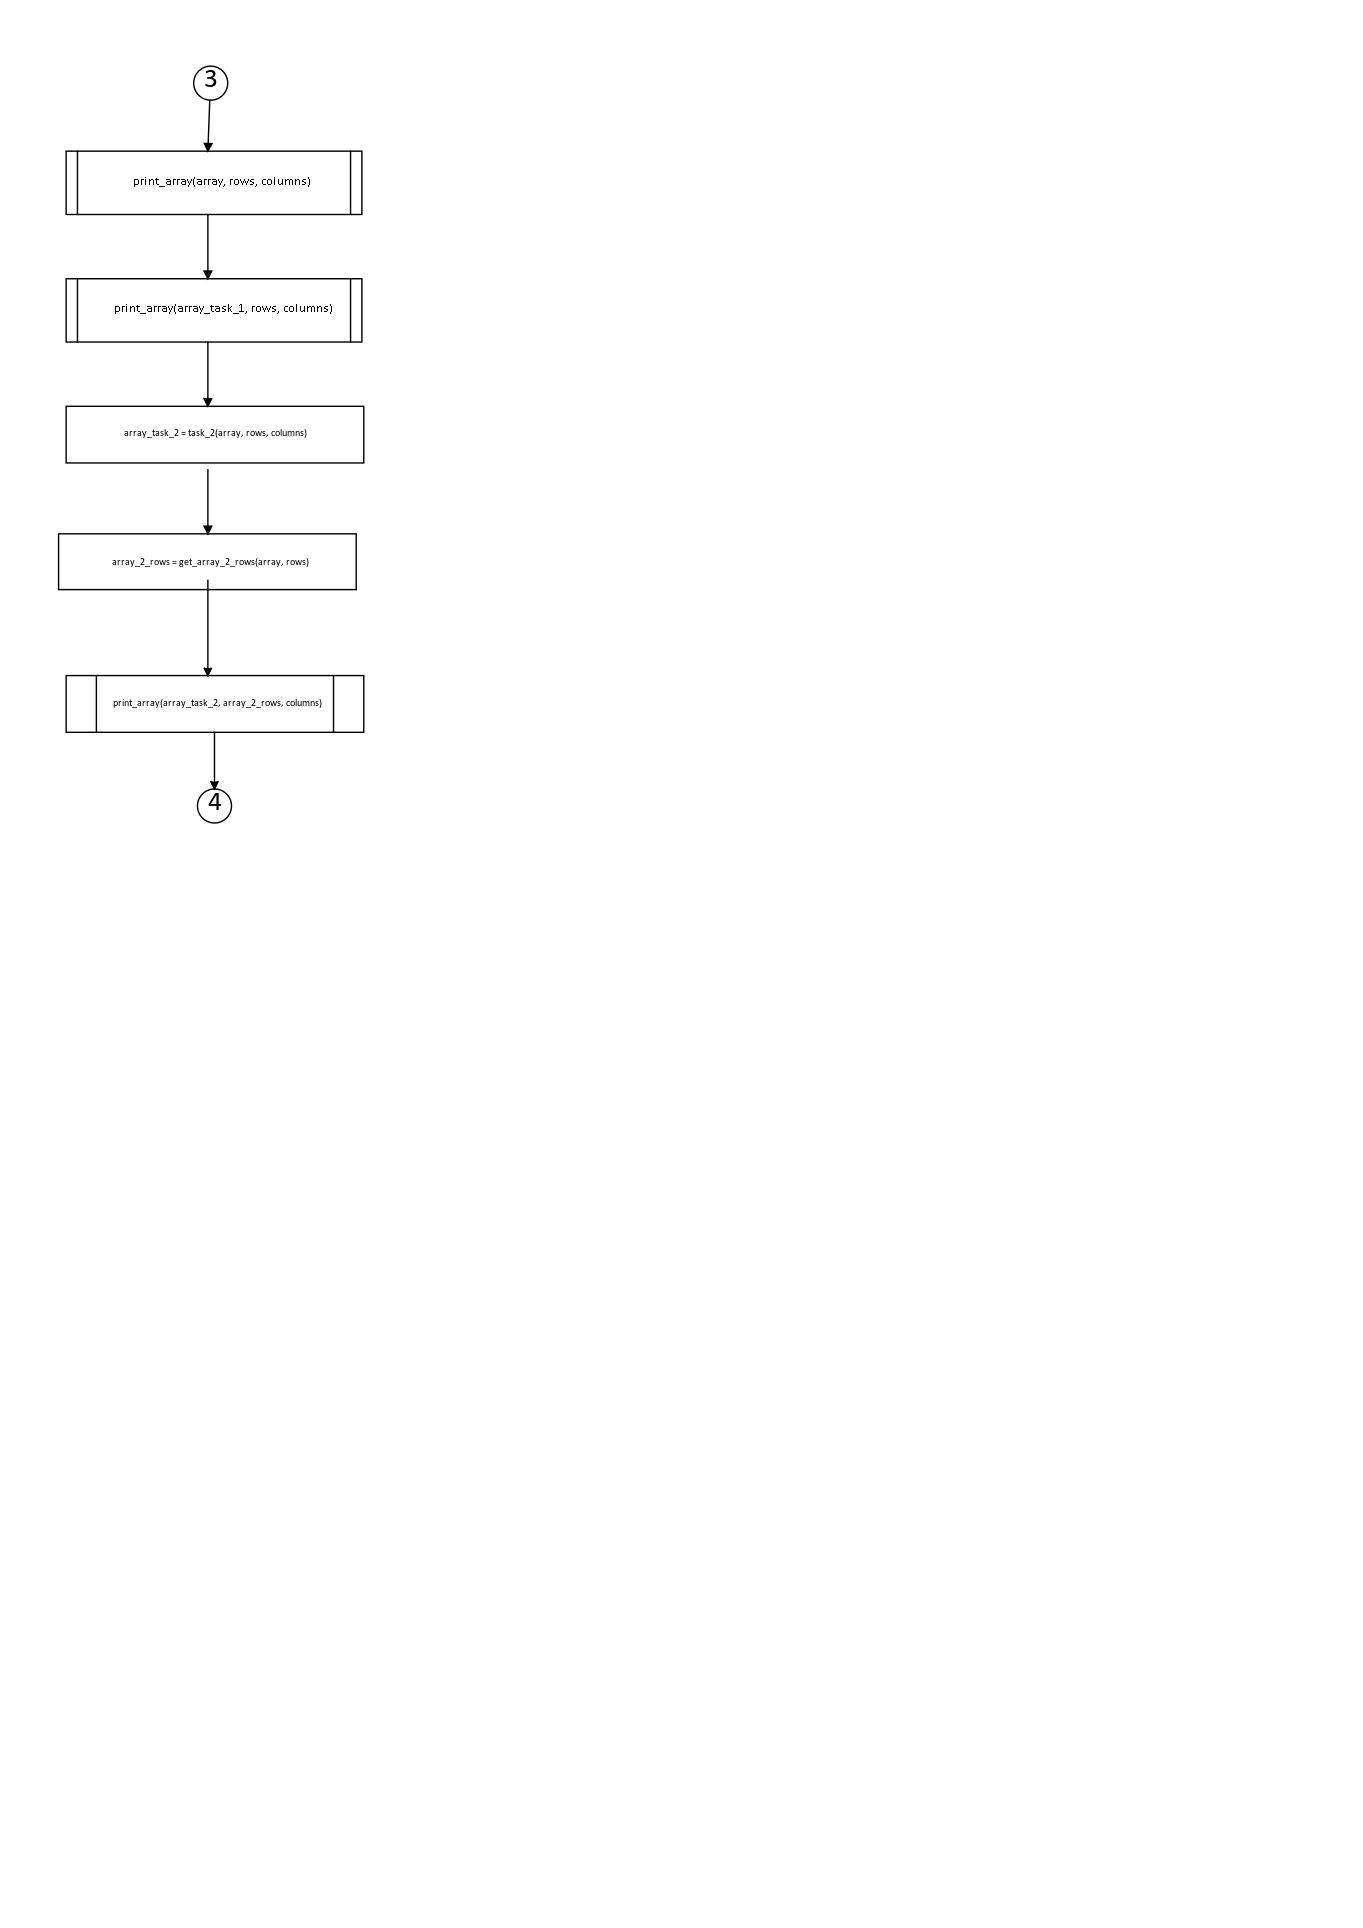 3
print_array(array, rows, columns)
print_array(array_task_1, rows, columns)
array_task_2 = task_2(array, rows, columns)
array_2_rows = get_array_2_rows(array, rows)
print_array(array_task_2, array_2_rows, columns)
4